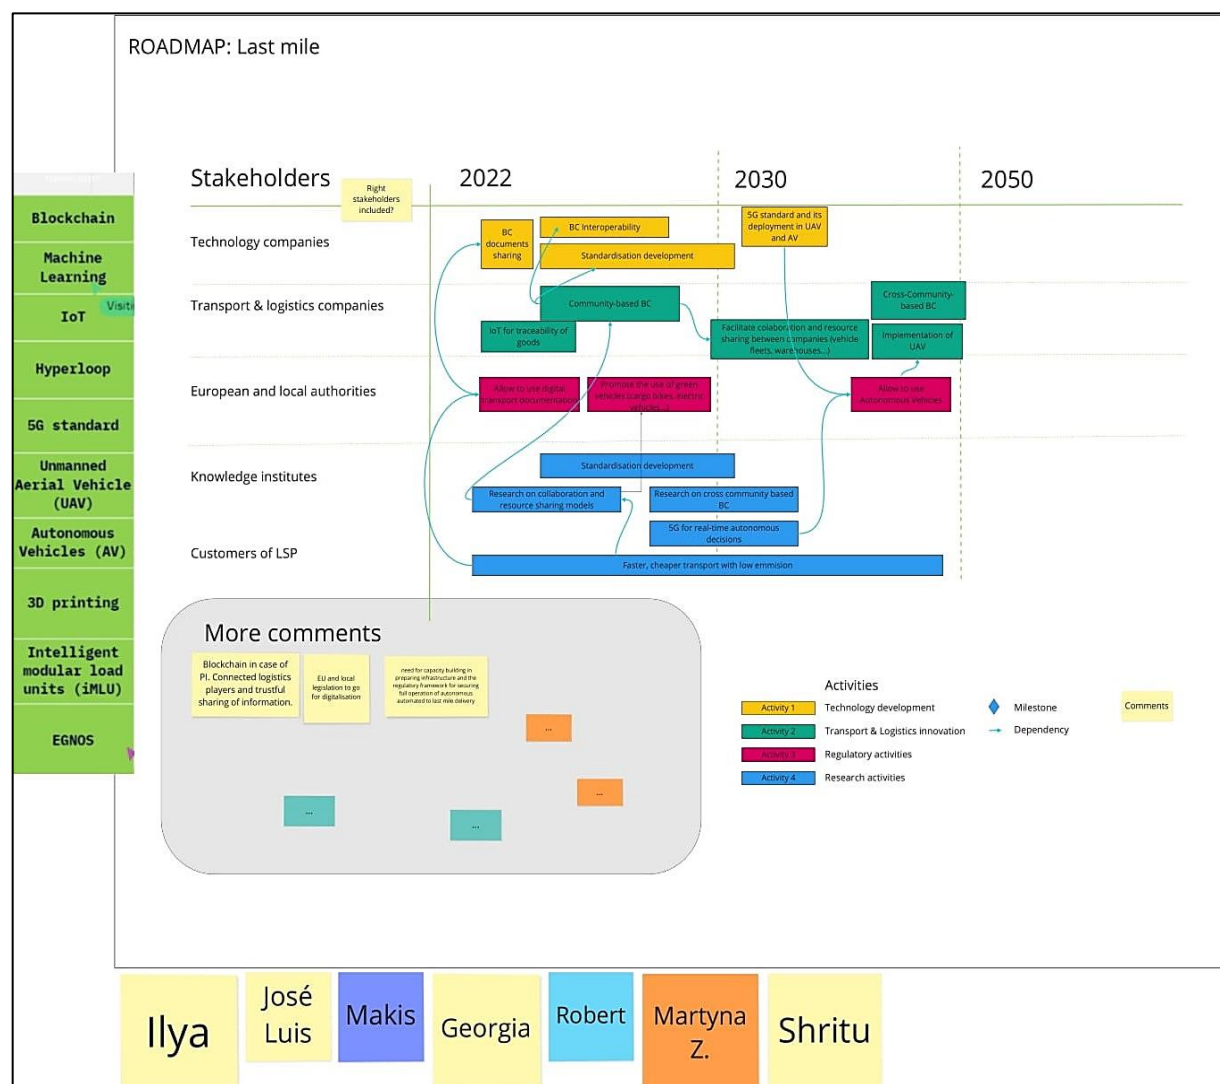 ROADMAP: Last mile
Stakeholders
Right
stakeholders
included?
2022
2030
2050
Blockchain
Machine
Learning
Visiti
IoT
Hyperloop
5G standard
Unmanned
Aerial Vehicle
(UAV)
Autonomous
Vehicles (AV)
3D printing
Intelligent
modular load
units (iMLU)
EGNOS
Technology companies
BC
documents
sharing
BC Interoperability
Standardisation development
5G standard and its
deployment in UAV
and AV
Transport & logistics companies
Community-based BC
IoT for traceability of
goods
Facilitate colaboration and resource
sharing between companies (vehicle
fleets, warehouses...)
Cross-Community-
based BC
Implementation of
UAV
European and local authorities
Allow to use digital
transport documentation
Promote the use of green
vehicles (cargo bikes, electric
vehicles...)
Allow to use
Autonomous Vehicles
Knowledge institutes
Standardisation development
Research on collaboration and
resource sharing models
Research on cross community based
BC
5G for real-time autonomous
decisions
Customers of LSP
Faster, cheaper transport with low emmision
More comments
Blockchain in case of
PI. Connected logistics
players and trustful
sharing of information.
EU and local
legislation to go
for digitalisation
need for capacity building in
preparing infrastructure and the
regulatory framework for securing
full operation of autonomous
automated to last mile delivery
...
...
...
...
Activities
Activity 1
Technology development
Activity 2
Transport & Logistics innovation
Activity 3
Regulatory activities
Activity 4
Research activities
Milestone
Dependency
Comments
Ilya
José
Luis
Makis
Georgia
Robert
Martyna
Z.
Shritu